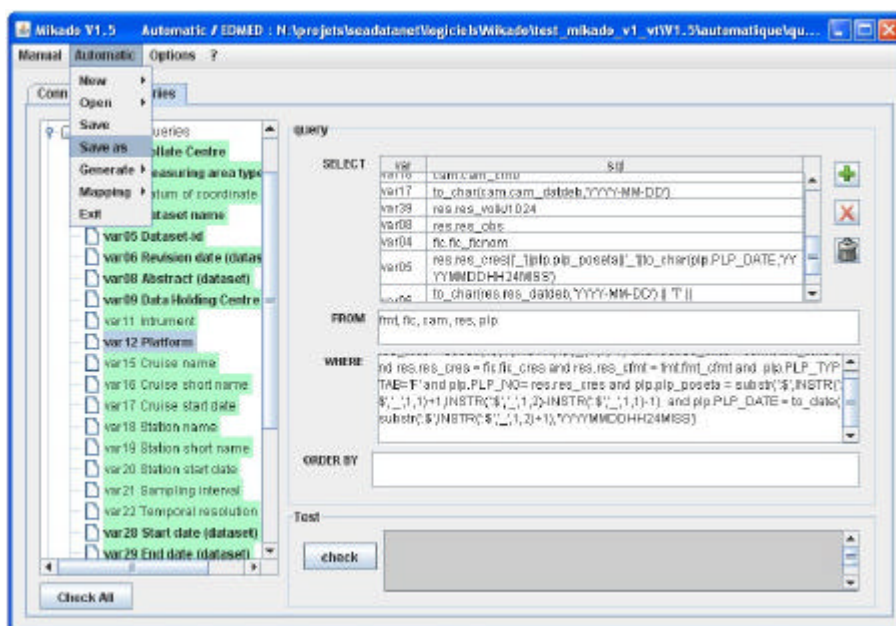 Mikado V1.5 Automatic / EDMED : N:\projets\seadatanet\logiciels\Mikado\test_mikado_v1_vt\V1.5\automatique\qu...
Manual Automatic Options ?
New
Open
Save
Save as
Generate
Mapping
Exit
Conn
ries
ueries
ollate Centre
easuring area type
atum of coordinate
ataset name
var05 Dataset-id
var06 Revision date (datas
var08 Abstract (dataset)
var09 Data Holding Centre
var11 Intrument
var12 Platform
var15 Cruise name
var16 Cruise short name
var17 Cruise start date
var18 Station name
var19 Station short name
var20 Station start date
var21 Sampling interval
var22 Temporal resolution
var28 Start date (dataset)
var29 End date (dataset)
Check All
query
SELECT
var sql
var16
var17 to_char(cam.cam_datdeb,'YYYY-MM-DD')
var39
var08 res.res_obs
var04 fic.fic_ficnom
var05 res.res_cres||'_'||plp.plp_poseta||'_'||to_char(plp.PLP_DATE,'YY
YYMMDDHH24MISS')
to_char(res.res_datdeb,'YYYY-MM-DD') || 'T' ||
FROM
fmt, fic, cam, res, plp
WHERE
nd res.res_cres = fic.fic_cres and res.res_cfmt = fmt.fmt_cfmt and plp.PLP_TYP
TAB='F' and plp.PLP_NO= res.res_cres and plp.plp_poseta = substr(':$',INSTR(':
$','_',1,1)+1,INSTR(':$','_',1,2)-INSTR(':$','_',1,1)-1) and plp.PLP_DATE = to_date(
substr(':$',INSTR(':$','_',1,2)+1),'YYYYMMDDHH24MISS')
ORDER BY
Test
check